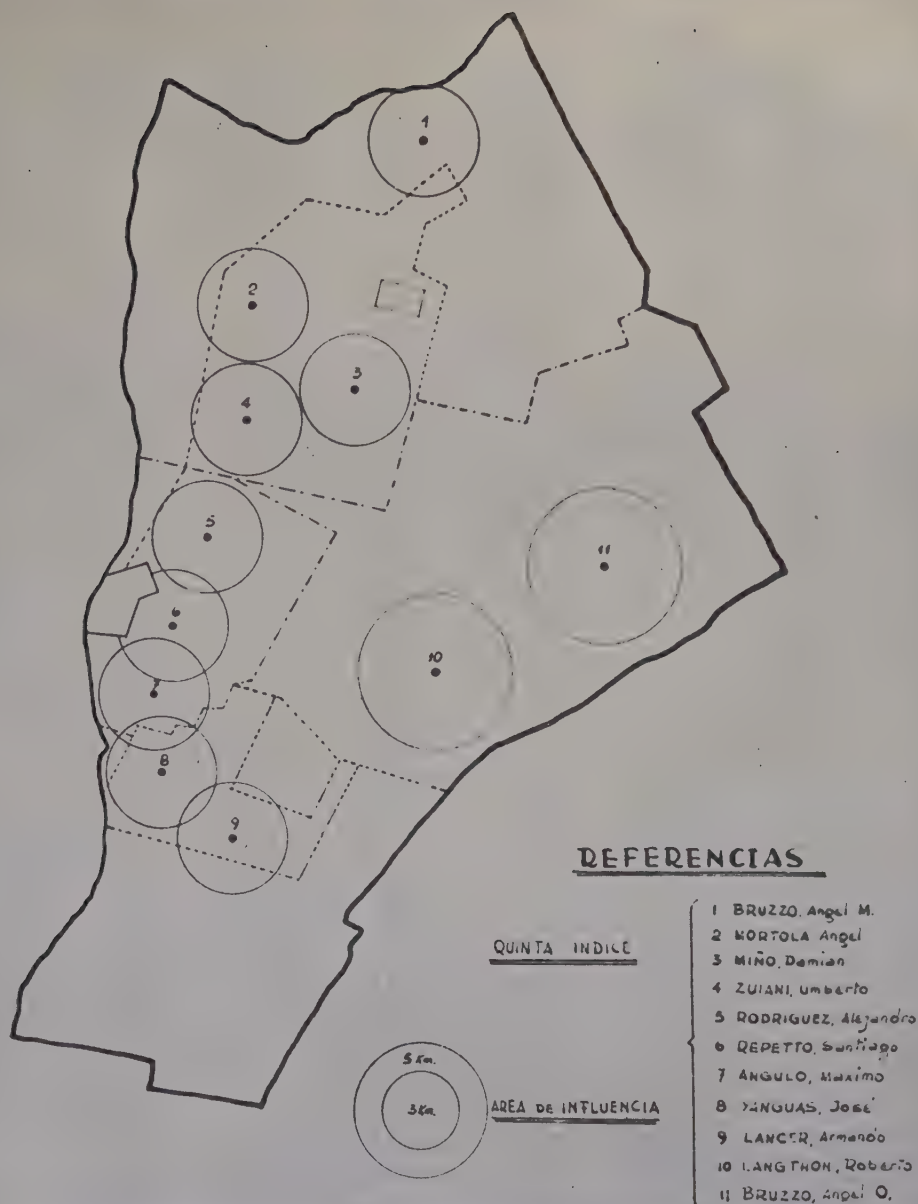 1
2
3
4
5
6
7
8
9
10
11
REFERENCIAS
QUINTA INDICE
1 BRUZZO, Angel M.
2 MORTOLA Angel
3 MIÑO, Damian
4 ZUIANI, Umberto
5 RODRIGUEZ, Alejandro
6 REPETTO, Santiago
7 ANGULO, Maximo
8 YANGUAS, José
9 LANCER, Armando
10 LANGTHON, Roberto
11 BRUZZO, Angel O.
5 Km.
3 Km.
AREA DE INFLUENCIA